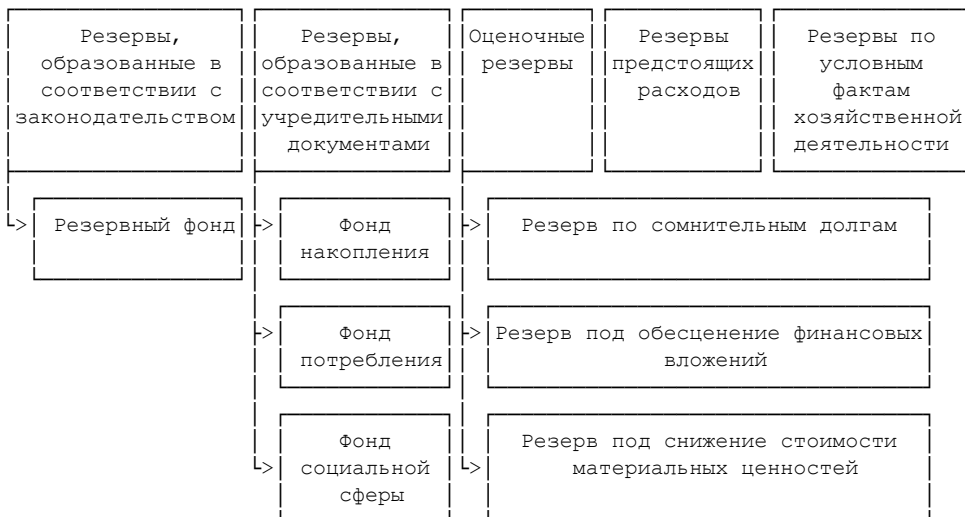 Резервы,
образованные в
соответствии с
законодательством
Резервы,
образованные в
соответствии с
учредительными
документами
Оценочные
резервы
Резервы
предстоящих
расходов
Резервы по
условным
фактам
хозяйственной
деятельности
Резервный фонд
Фонд
накопления
Резерв по сомнительным долгам
Фонд
потребления
Резерв под обесценение финансовых
вложений
Фонд
социальной
сферы
Резерв под снижение стоимости
материальных ценностей